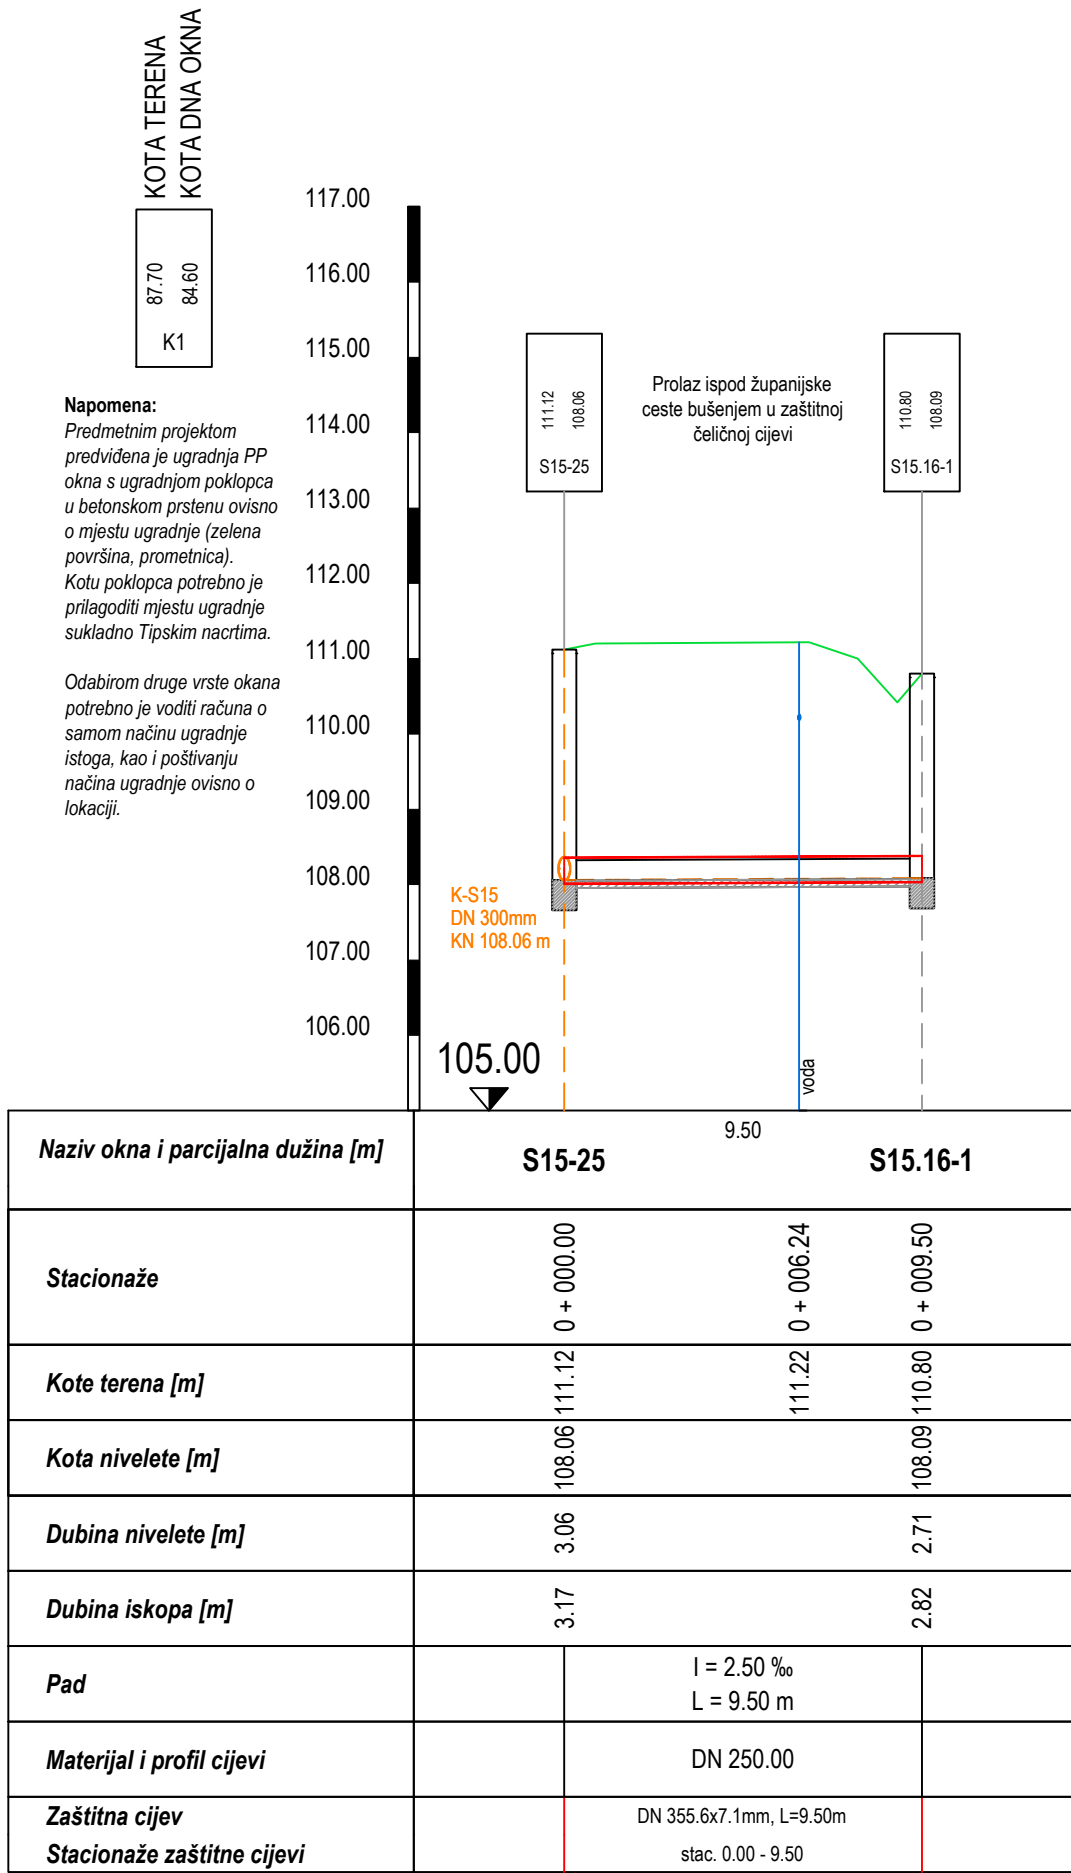 KOTA TERENA
KOTA DNA OKNA
87.70
84.60
K1
Napomena:
Predmetnim projektom
predviđena je ugradnja PP
okna s ugradnjom poklopca
u betonskom prstenu ovisno
o mjestu ugradnje (zelena
površina, prometnica).
Kotu poklopca potrebno je
prilagoditi mjestu ugradnje
sukladno Tipskim nacrtima.
Odabirom druge vrste okana
potrebno je voditi računa o
samom načinu ugradnje
istoga, kao i poštivanju
načina ugradnje ovisno o
lokaciji.
117.00
116.00
115.00
114.00
113.00
112.00
111.00
110.00
109.00
108.00
107.00
106.00
105.00
111.12
108.06
S15-25
Prolaz ispod županijske
ceste bušenjem u zaštitnoj
čeličnoj cijevi
110.80
108.09
S15.16-1
K-S15
DN 300mm
KN 108.06 m
voda
Naziv okna i parcijalna dužina [m]
9.50
S15-25
S15.16-1
Stacionaže
0 + 000.00
0 + 006.24
0 + 009.50
Kote terena [m]
111.12
111.22
110.80
Kota nivelete [m]
108.06
108.09
Dubina nivelete [m]
3.06
2.71
Dubina iskopa [m]
3.17
2.82
Pad
I = 2.50 ‰
L = 9.50 m
Materijal i profil cijevi
DN 250.00
Zaštitna cijev
DN 355.6x7.1mm, L=9.50m
Stacionaže zaštitne cijevi
stac. 0.00 - 9.50